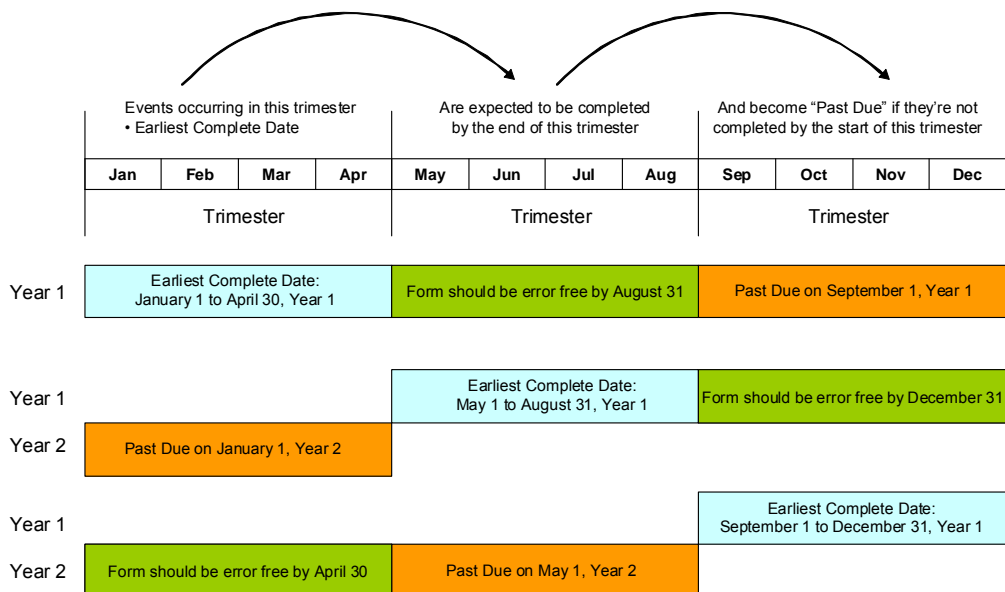 Events occurring in this trimester
• Earliest Complete Date
Are expected to be completed
by the end of this trimester
And become “Past Due” if they’re not
completed by the start of this trimester
Jan Feb Mar Apr May Jun Jul Aug Sep Oct Nov Dec
Trimester Trimester Trimester
Year 1
Earliest Complete Date:
January 1 to April 30, Year 1
Form should be error free by August 31
Past Due on September 1, Year 1
Year 1
Earliest Complete Date:
May 1 to August 31, Year 1
Form should be error free by December 31
Year 2
Past Due on January 1, Year 2
Year 1
Earliest Complete Date:
September 1 to December 31, Year 1
Year 2
Form should be error free by April 30
Past Due on May 1, Year 2